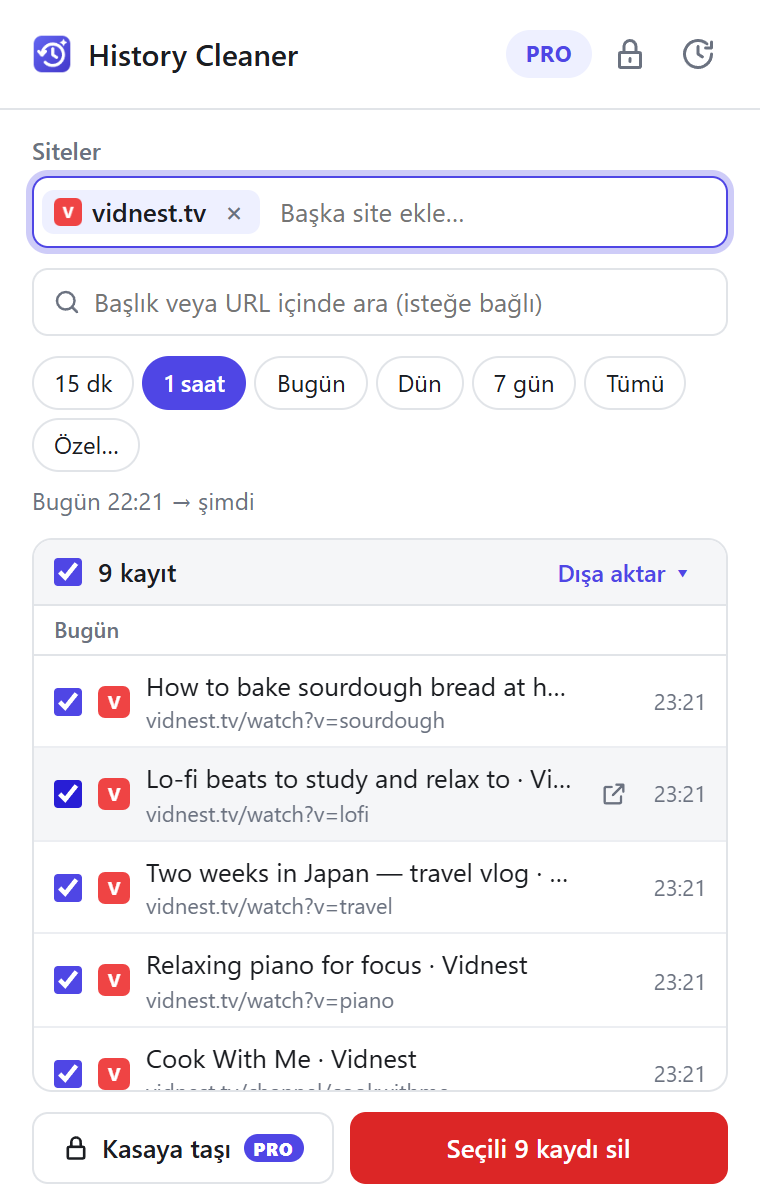 History Cleaner
PRO
Siteler
V vidnest.tv ×
Başka site ekle...
Başlık veya URL içinde ara (isteğe bağlı)
15 dk
1 saat
Bugün
Dün
7 gün
Tümü
Özel...
Bugün 22:21 → şimdi
9 kayıt
Dışa aktar ▼
Bugün
V How to bake sourdough bread at h... 23:21
vidnest.tv/watch?v=sourdough
V Lo-fi beats to study and relax to · Vi... 23:21
vidnest.tv/watch?v=lofi
V Two weeks in Japan — travel vlog · ... 23:21
vidnest.tv/watch?v=travel
V Relaxing piano for focus · Vidnest 23:21
vidnest.tv/watch?v=piano
V Cook With Me · Vidnest 23:21
vidnest.tv/channel/cookwithme
Kasaya taşı PRO
Seçili 9 kaydı sil